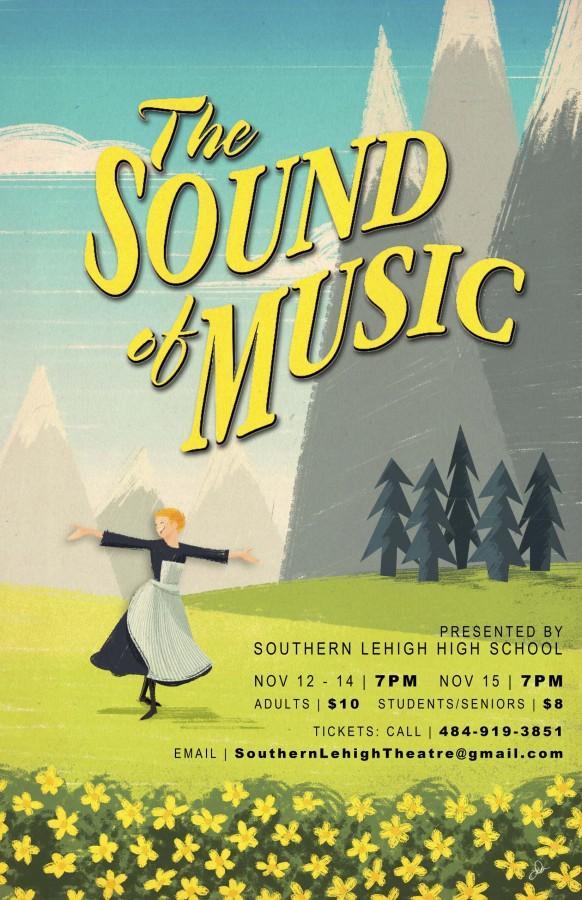 The
SOUND
of MUSIC
PRESENTED BY
SOUTHERN LEHIGH HIGH SCHOOL
NOV 12 - 14 | 7PM NOV 15 | 7PM
ADULTS | $10 STUDENTS/SENIORS | $8
TICKETS: CALL | 484-919-3851
EMAIL | SouthernLehighTheatre@gmail.com